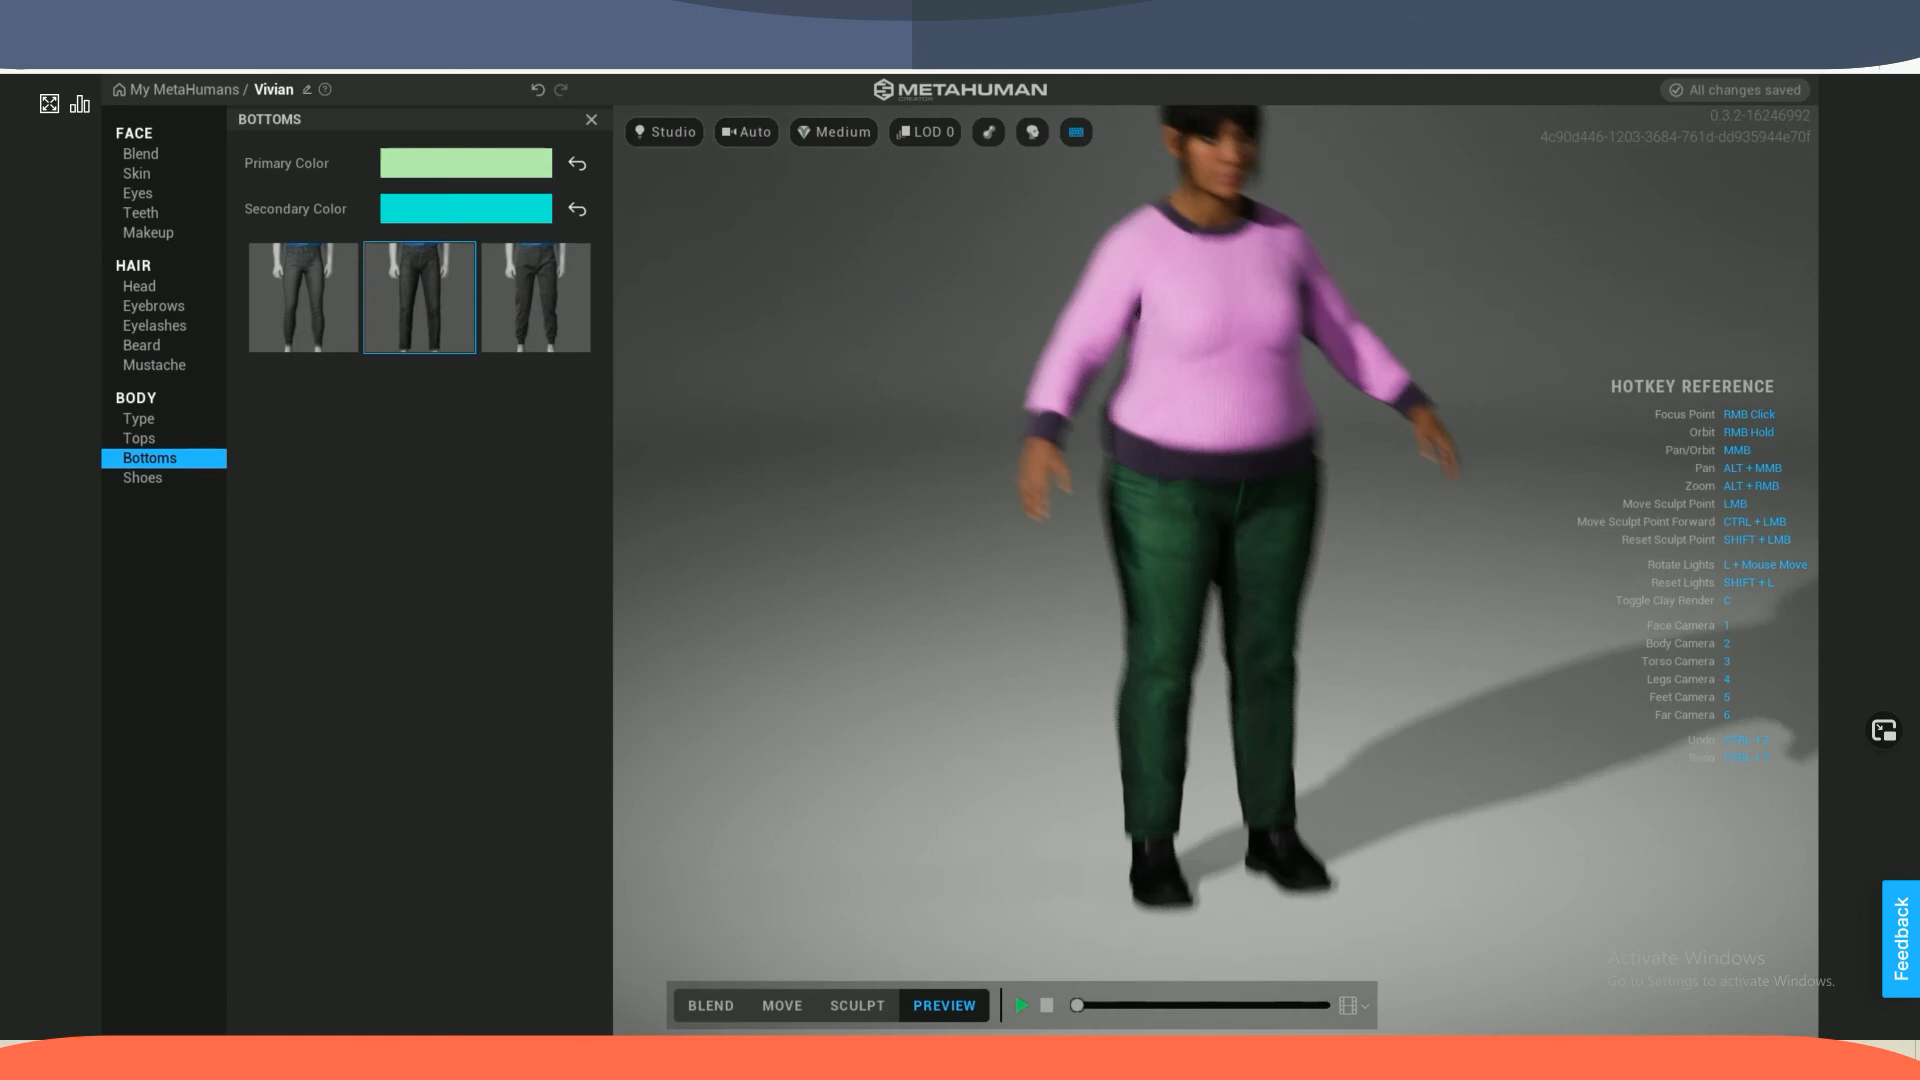 My MetaHumans / Vivian
METAHUMAN
CREATOR
All changes saved
0.3.2-16246992
4c90d446-1203-3684-761d-dd935944e70f
FACE
Blend
Skin
Eyes
Teeth
Makeup
HAIR
Head
Eyebrows
Eyelashes
Beard
Mustache
BODY
Type
Tops
Bottoms
Shoes
BOTTOMS
Primary Color
Secondary Color
Studio
Auto
Medium
LOD 0
HOTKEY REFERENCE
Focus Point RMB Click
Orbit RMB Hold
Pan/Orbit MMB
Pan ALT + MMB
Zoom ALT + RMB
Move Sculpt Point LMB
Move Sculpt Point Forward CTRL + LMB
Reset Sculpt Point SHIFT + LMB
Rotate Lights L + Mouse Move
Reset Lights SHIFT + L
Toggle Clay Render C
Face Camera 1
Body Camera 2
Torso Camera 3
Legs Camera 4
Feet Camera 5
Far Camera 6
Undo CTRL + Z
Redo
Feedback
Activate Windows
Go to Settings to activate Windows.
BLEND
MOVE
SCULPT
PREVIEW